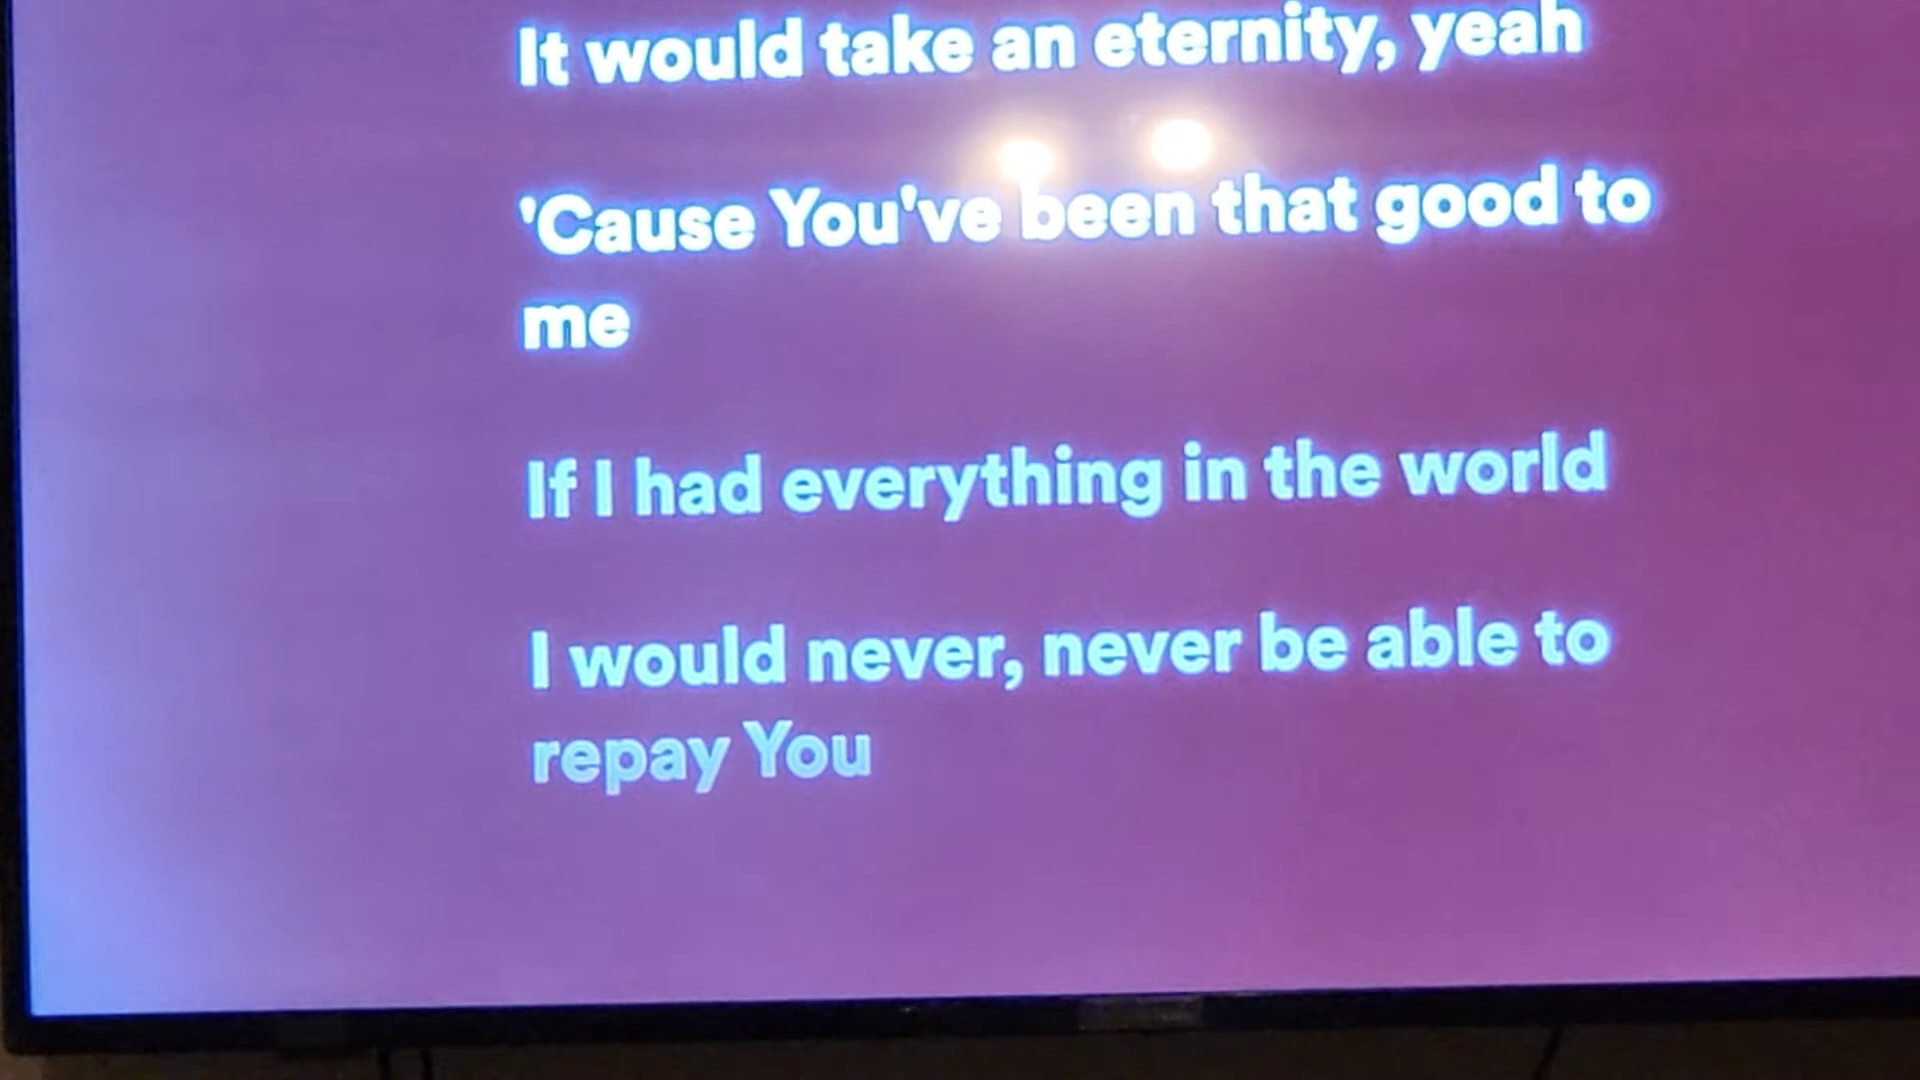 It would take an eternity, yeah
'Cause You've been that good to
me
If I had everything in the world
I would never, never be able to
repay You